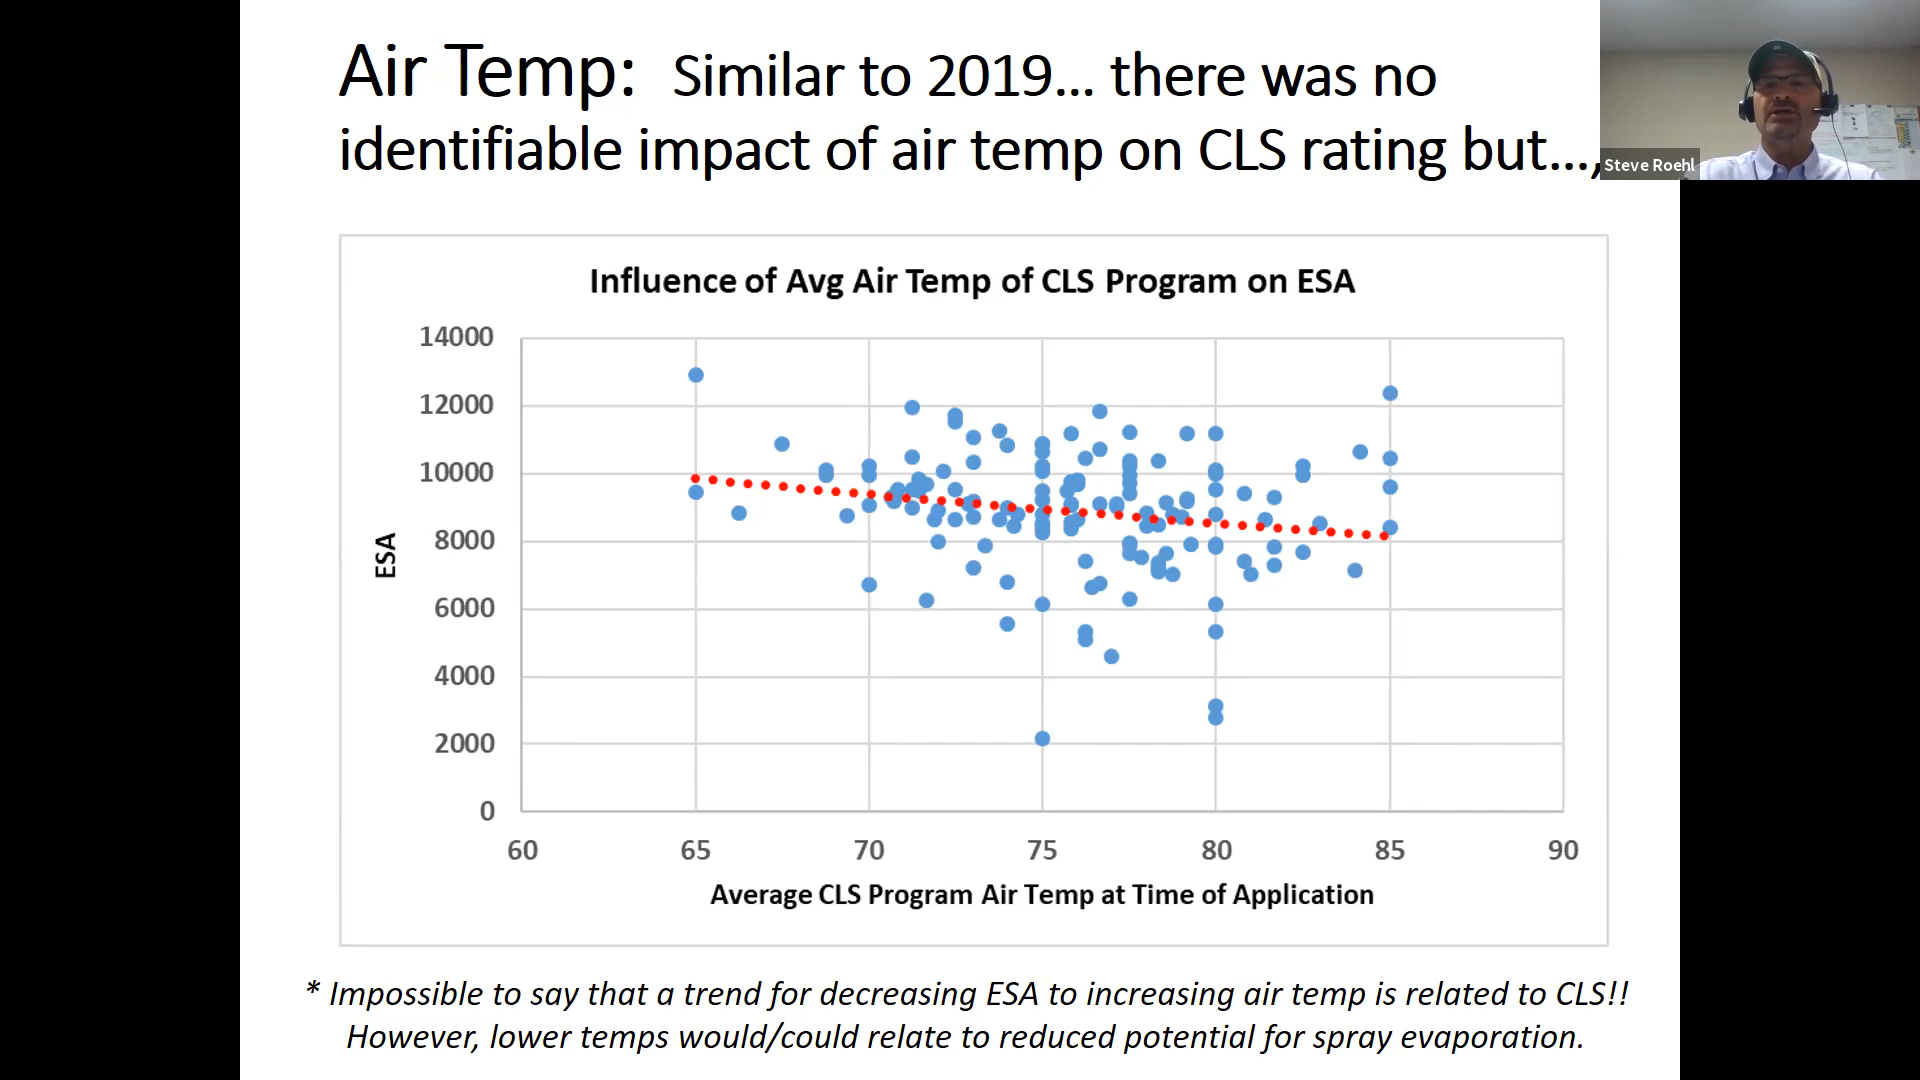 Air Temp: Similar to 2019... there was no
identifiable impact of air temp on CLS rating but...,
Steve Roehl
Influence of Avg Air Temp of CLS Program on ESA
14000
12000
10000
8000
6000
4000
2000
0
ESA
60 65 70 75 80 85 90
Average CLS Program Air Temp at Time of Application
* Impossible to say that a trend for decreasing ESA to increasing air temp is related to CLS!!
However, lower temps would/could relate to reduced potential for spray evaporation.